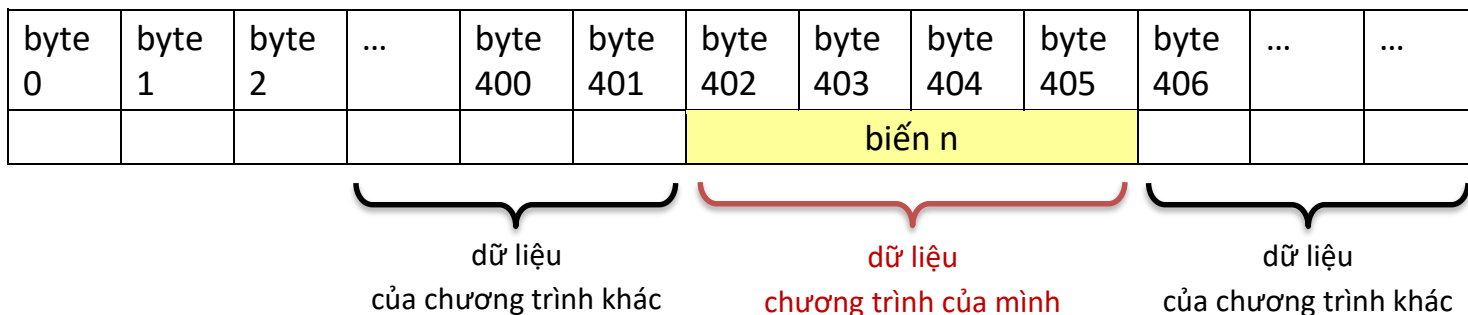 byte byte byte ... byte byte byte byte byte byte byte ... ...
0 1 2 400 401 402 403 404 405 406
biến n
dữ liệu dữ liệu dữ liệu
của chương trình khác chương trình của mình của chương trình khác